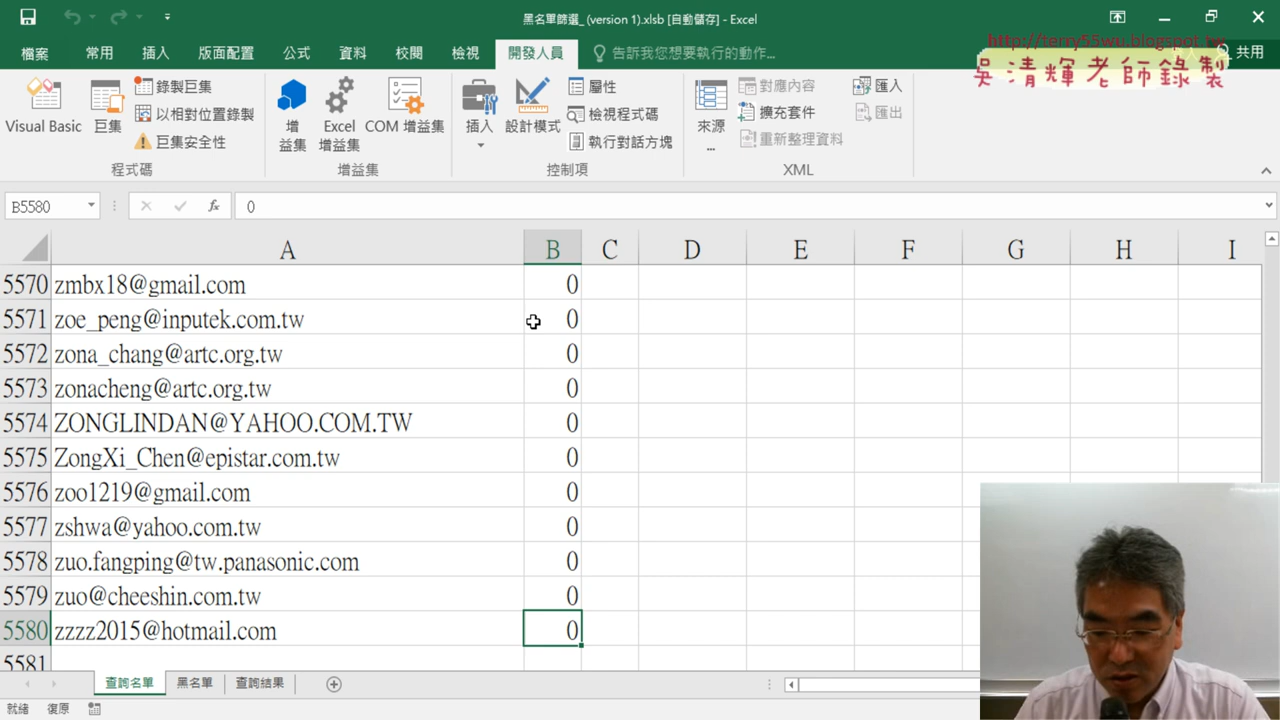 黑名單篩選_ (version 1).xlsb [自動儲存] - Excel
http://terry55wu.blogspot.tw
吳清輝老師錄製
檔案 常用 插入 版面配置 公式 資料 校閱 檢視 開發人員 告訴我您想要執行的動作... 共用
Visual Basic
巨集
錄製巨集
以相對位置錄製
巨集安全性
程式碼
增益集
Excel 增益集
COM 增益集
增益集
插入
設計模式
屬性
檢視程式碼
執行對話方塊
控制項
來源...
對應內容
擴充套件
重新整理資料
匯入
匯出
XML
B5580 fx 0
A B C D E F G H I
5570 zmbx18@gmail.com 0
5571 zoe_peng@inputek.com.tw 0
5572 zona_chang@artc.org.tw 0
5573 zonacheng@artc.org.tw 0
5574 ZONGLINDAN@YAHOO.COM.TW 0
5575 ZongXi_Chen@epistar.com.tw 0
5576 zoo1219@gmail.com 0
5577 zshwa@yahoo.com.tw 0
5578 zuo.fangping@tw.panasonic.com 0
5579 zuo@cheeshin.com.tw 0
5580 zzzz2015@hotmail.com 0
5581
查詢名單 黑名單 查詢結果
就緒 復原